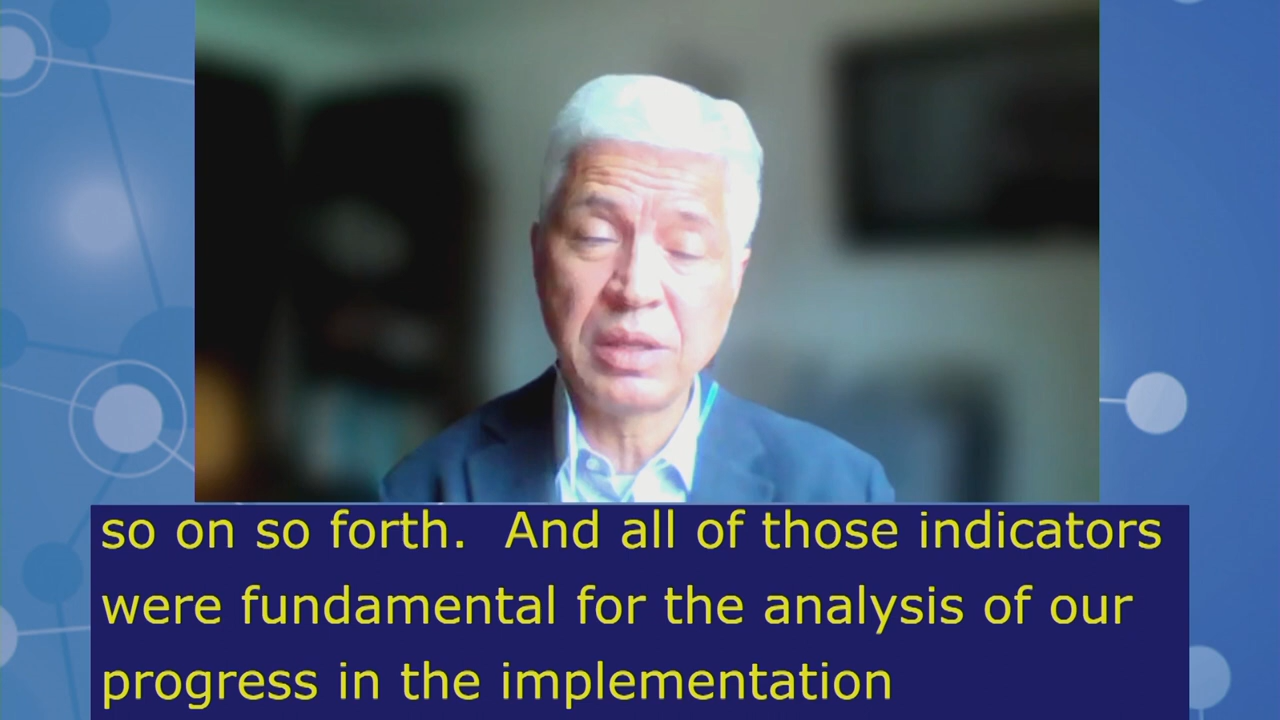 so on so forth.  And all of those indicators
were fundamental for the analysis of our
progress in the implementation